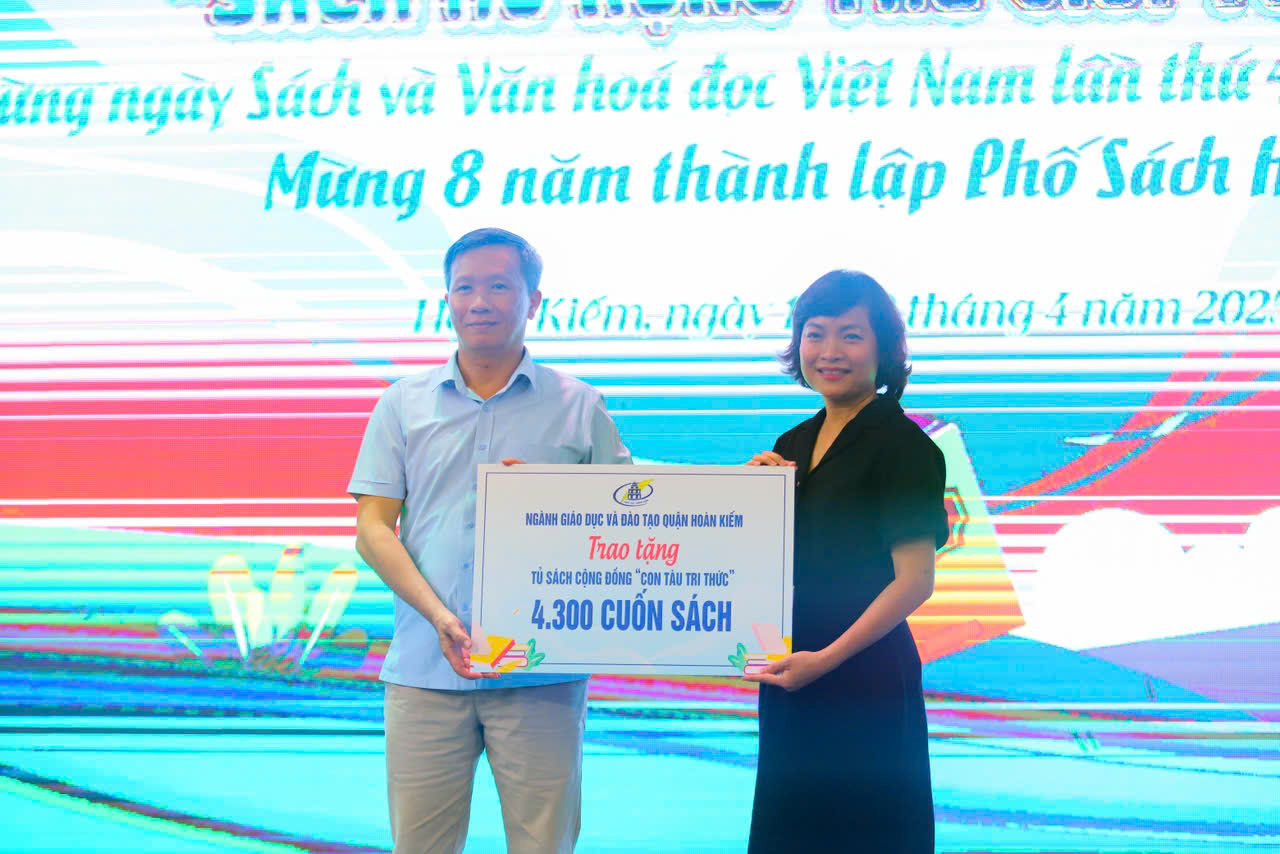 ừng ngày Sách và Văn hoá đọc Việt Nam lần thứ
Mừng 8 năm thành lập Phố Sách H
Kiếm, ngày tháng 4 năm 2025
NGÀNH GIÁO DỤC VÀ ĐÀO TẠO QUẬN HOÀN KIẾM
Trao tặng
TỦ SÁCH CỘNG ĐỒNG “CON TÀU TRI THỨC”
4.300 CUỐN SÁCH